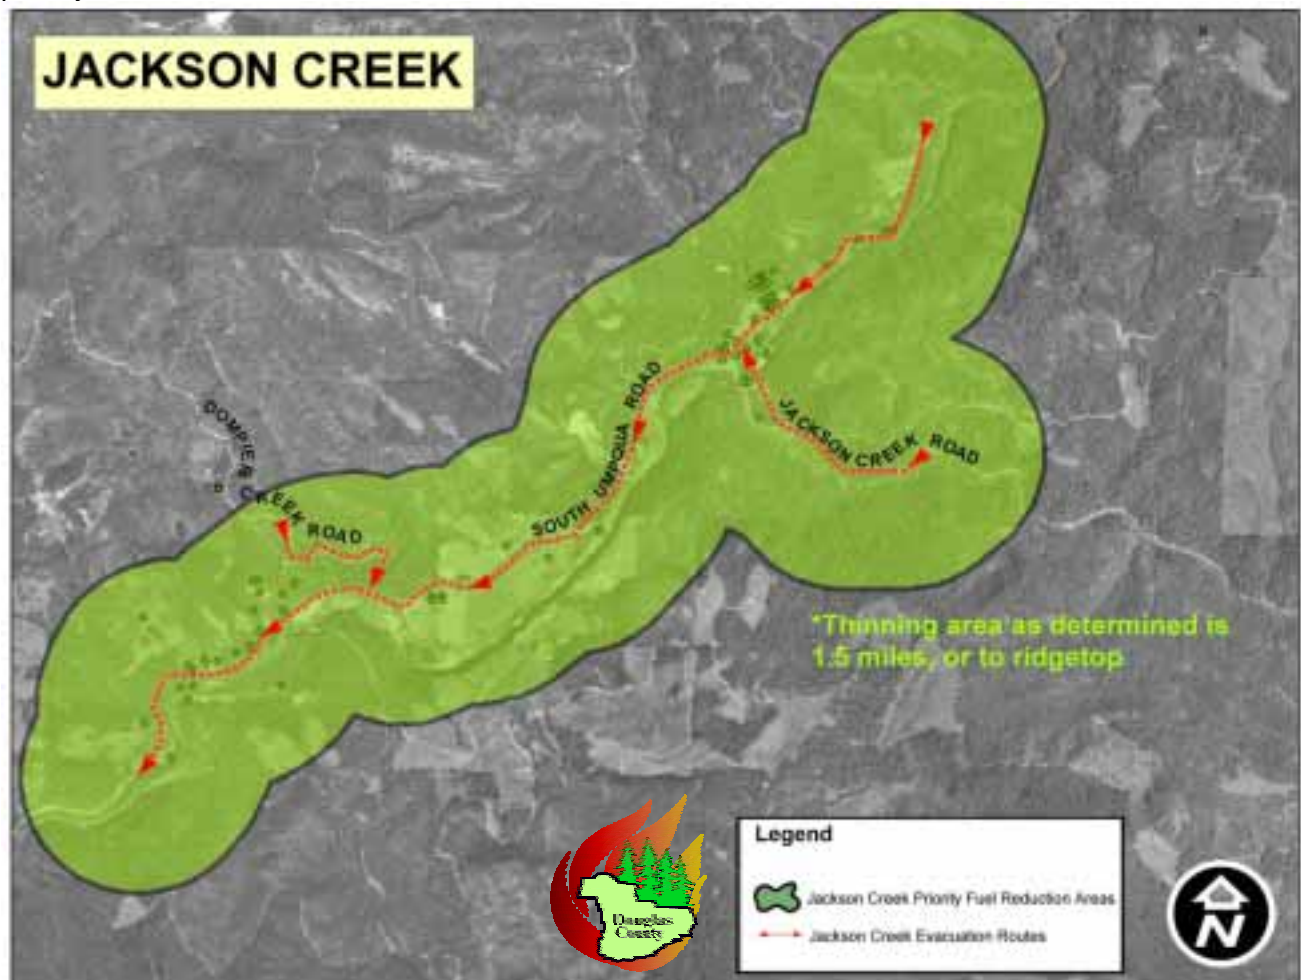 JACKSON CREEK
SOUTH UMPQUA ROAD
JACKSON CREEK ROAD
CREEK ROAD
*Thinning area as determined is
1.5 miles, or to ridgetop
Legend
Jackson Creek Priority Fuel Reduction Areas
Jackson Creek Evacuation Routes
Douglas
County
N